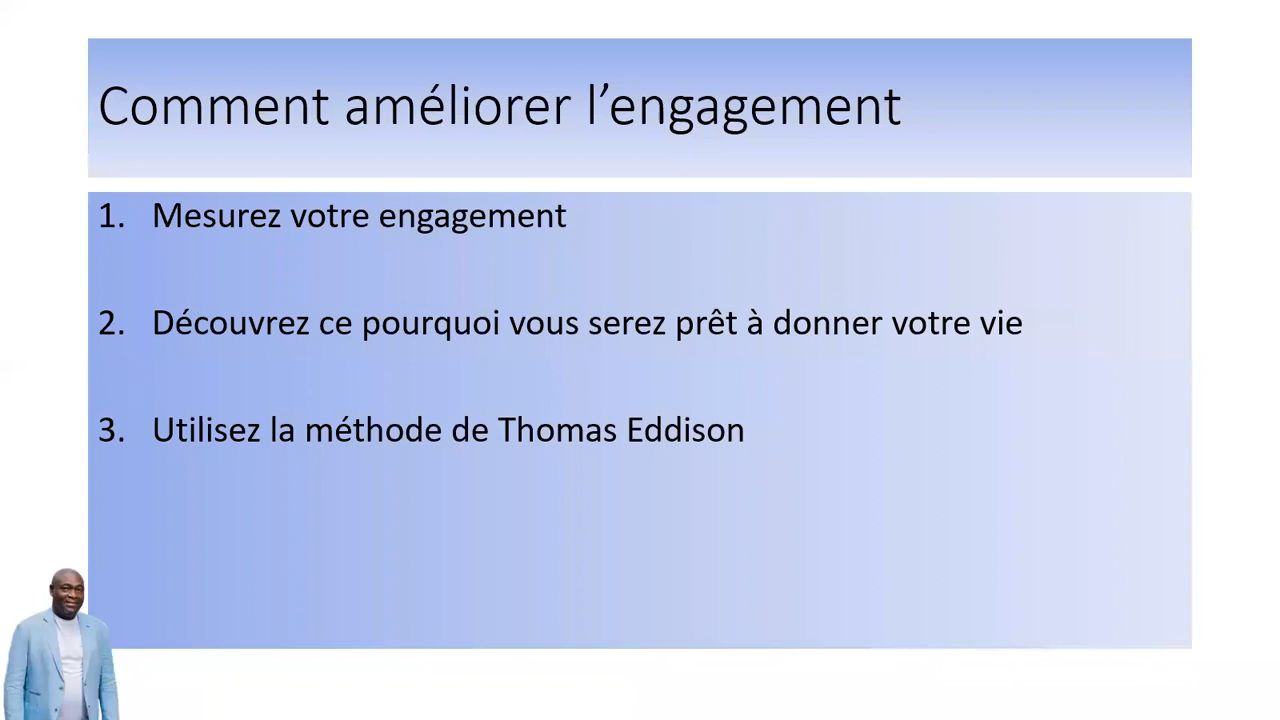 Comment améliorer l’engagement
1. Mesurez votre engagement
2. Découvrez ce pourquoi vous serez prêt à donner votre vie
3. Utilisez la méthode de Thomas Eddison